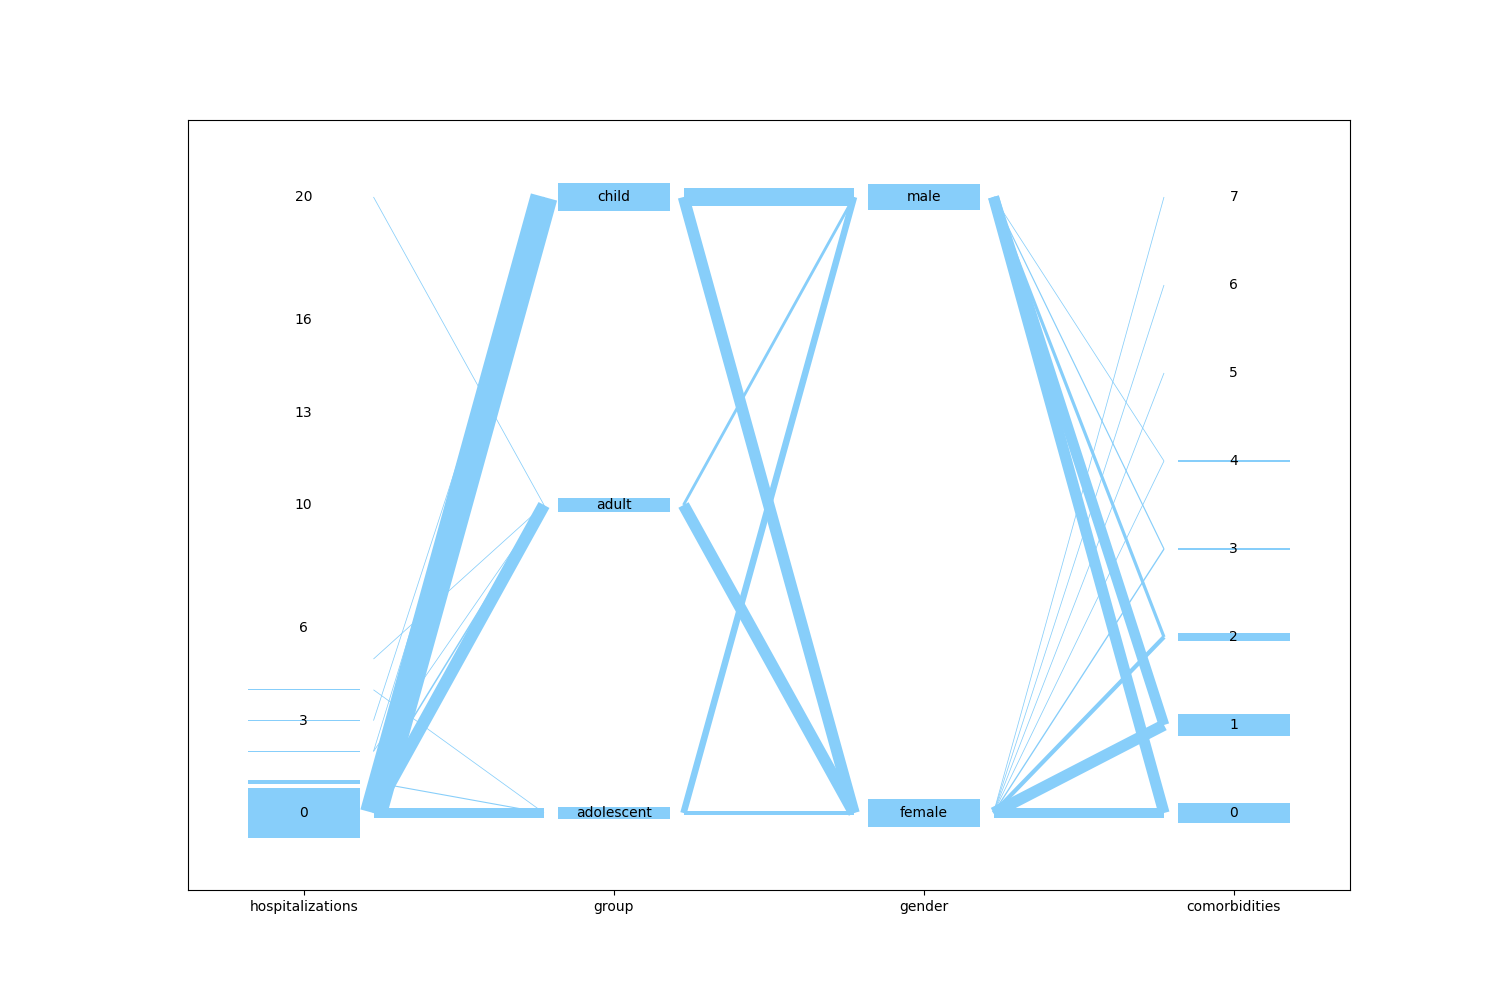 20
16
13
10
6
3
0
child
adult
adolescent
male
female
7
6
5
4
3
2
1
0
hospitalizations
group
gender
comorbidities